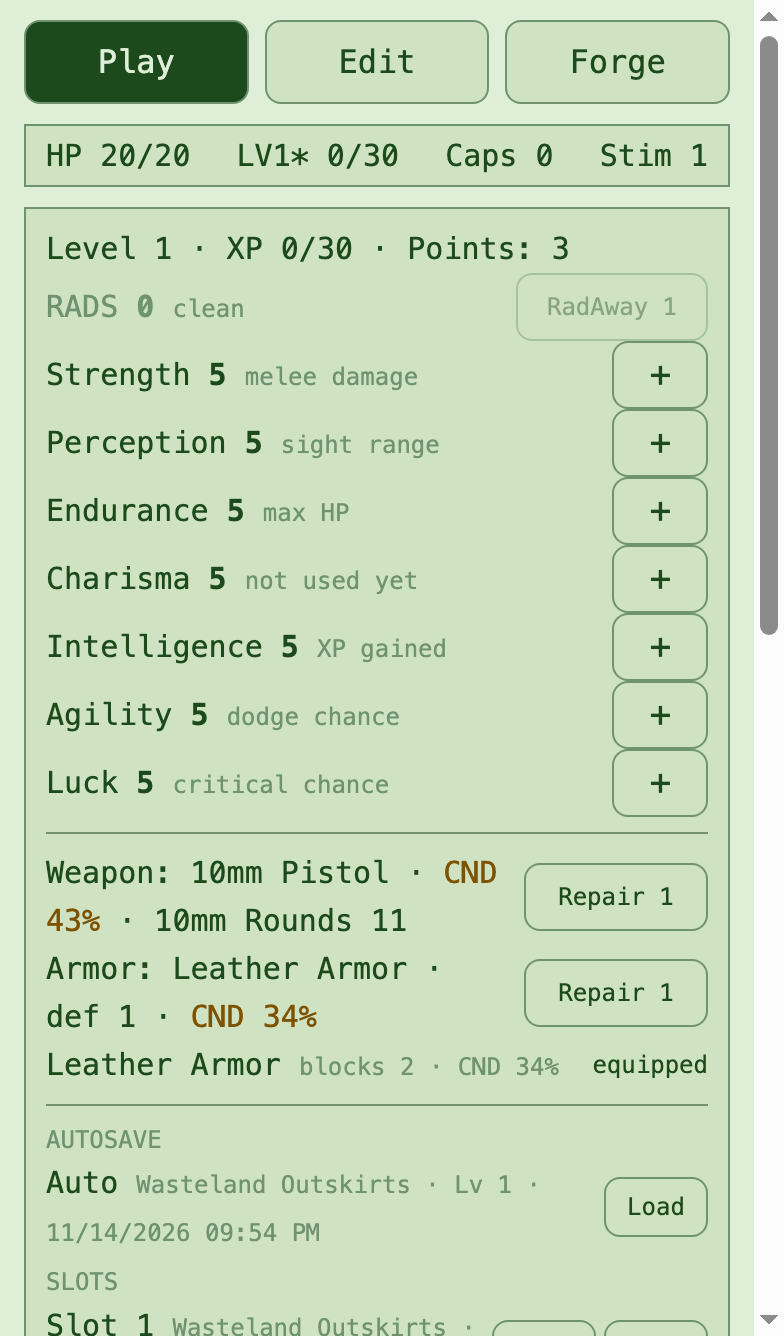 Play Edit Forge
HP 20/20 LV1* 0/30 Caps 0 Stim 1
Level 1 · XP 0/30 · Points: 3
RADS 0 clean RadAway 1
Strength 5 melee damage +
Perception 5 sight range +
Endurance 5 max HP +
Charisma 5 not used yet +
Intelligence 5 XP gained +
Agility 5 dodge chance +
Luck 5 critical chance +
Weapon: 10mm Pistol · CND
43% · 10mm Rounds 11
Repair 1
Armor: Leather Armor ·
def 1 · CND 34%
Repair 1
Leather Armor blocks 2 · CND 34% equipped
AUTOSAVE
Auto Wasteland Outskirts · Lv 1 ·
11/14/2026 09:54 PM
Load
SLOTS
Slot 1 Wasteland Outskirts ·